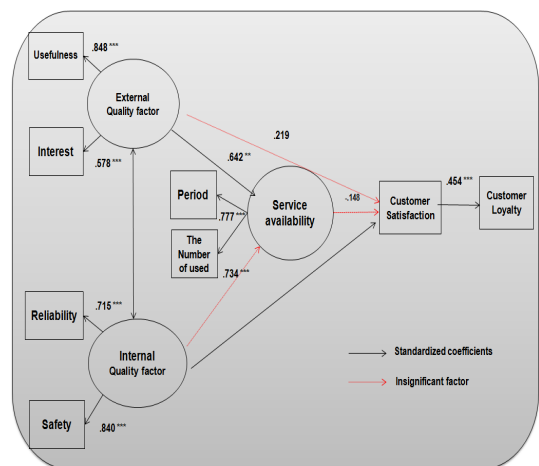 Usefulness
.848 ***
External
Quality factor
Interest
.578 ***
.219
.642 **
Period
.777 ***
The
Number
of used
Service
availability
-.148
Customer
Satisfaction
.454 ***
Customer
Loyalty
.734 ***
Reliability
.715 ***
Internal
Quality factor
Safety
.840 ***
Standardized coefficients
Insignificant factor